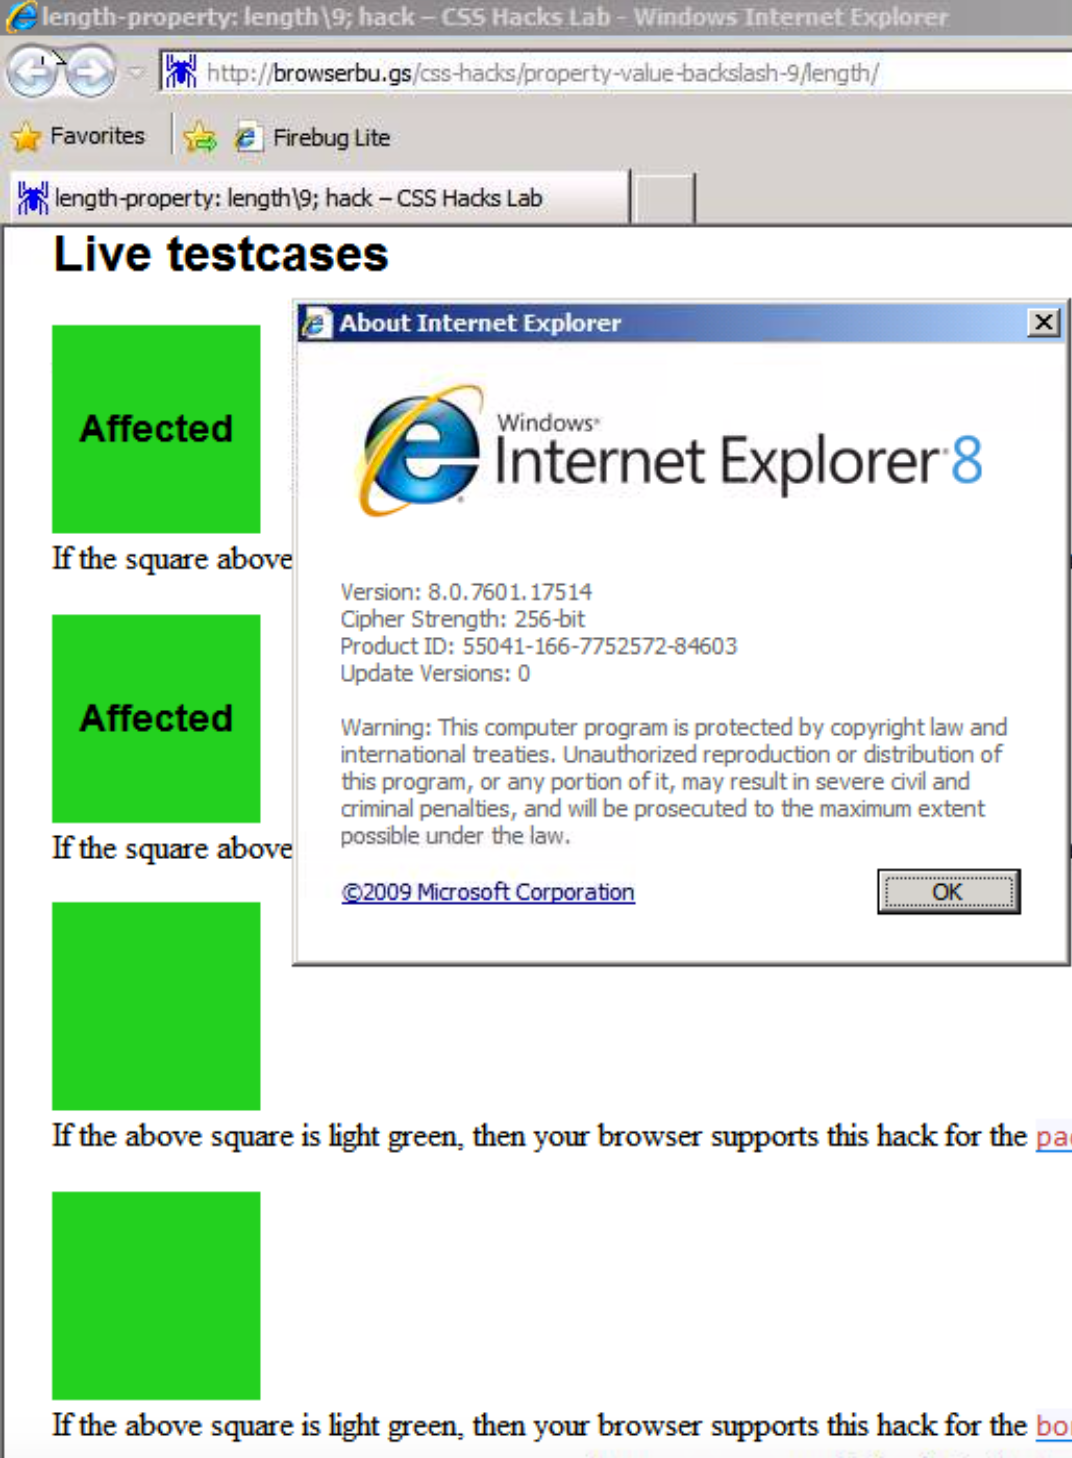 length-property: length\9; hack – CSS Hacks Lab - Windows Internet Explorer
http://browserbu.gs/css-hacks/property-value-backslash-9/length/
Favorites
Firebug Lite
length-property: length\9; hack – CSS Hacks Lab
Live testcases
Affected
If the square above
Affected
If the square above
About Internet Explorer
Windows
Internet Explorer 8
Version: 8.0.7601.17514
Cipher Strength: 256-bit
Product ID: 55041-166-7752572-84603
Update Versions: 0
Warning: This computer program is protected by copyright law and
international treaties. Unauthorized reproduction or distribution of
this program, or any portion of it, may result in severe civil and
criminal penalties, and will be prosecuted to the maximum extent
possible under the law.
©2009 Microsoft Corporation
OK
If the above square is light green, then your browser supports this hack for the
If the above square is light green, then your browser supports this hack for the